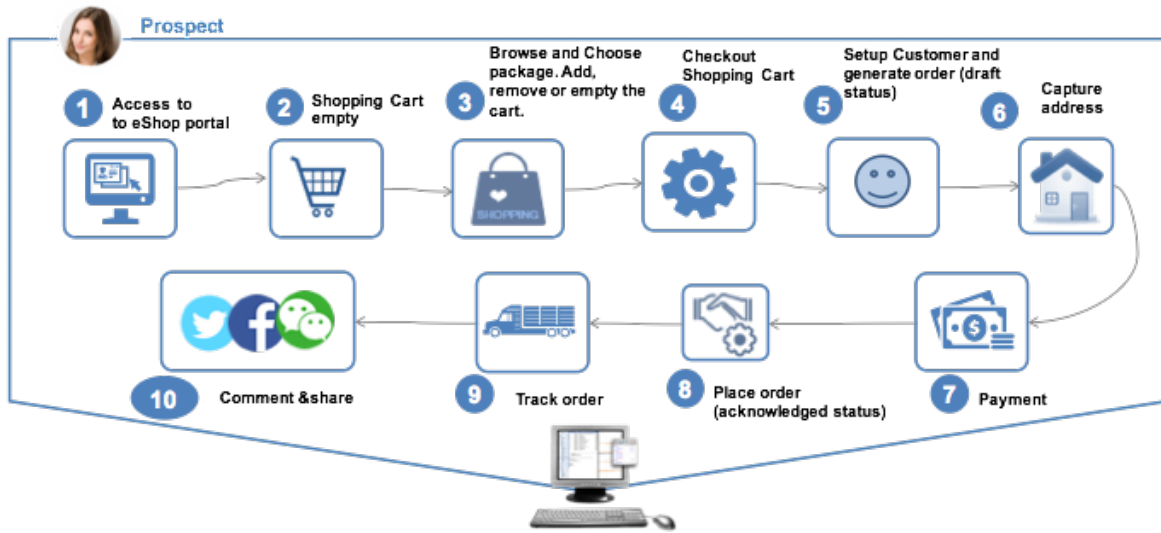 Prospect
1
Access to
to eShop portal
2
Shopping Cart
empty
3
Browse and Choose
package. Add,
remove or empty the
cart.
SHOPPING
4
Checkout
Shopping Cart
5
Setup Customer and
generate order (draft
status)
6
Capture
address
7
Payment
$
8
Place order
(acknowledged status)
9
Track order
10
Comment &share
f